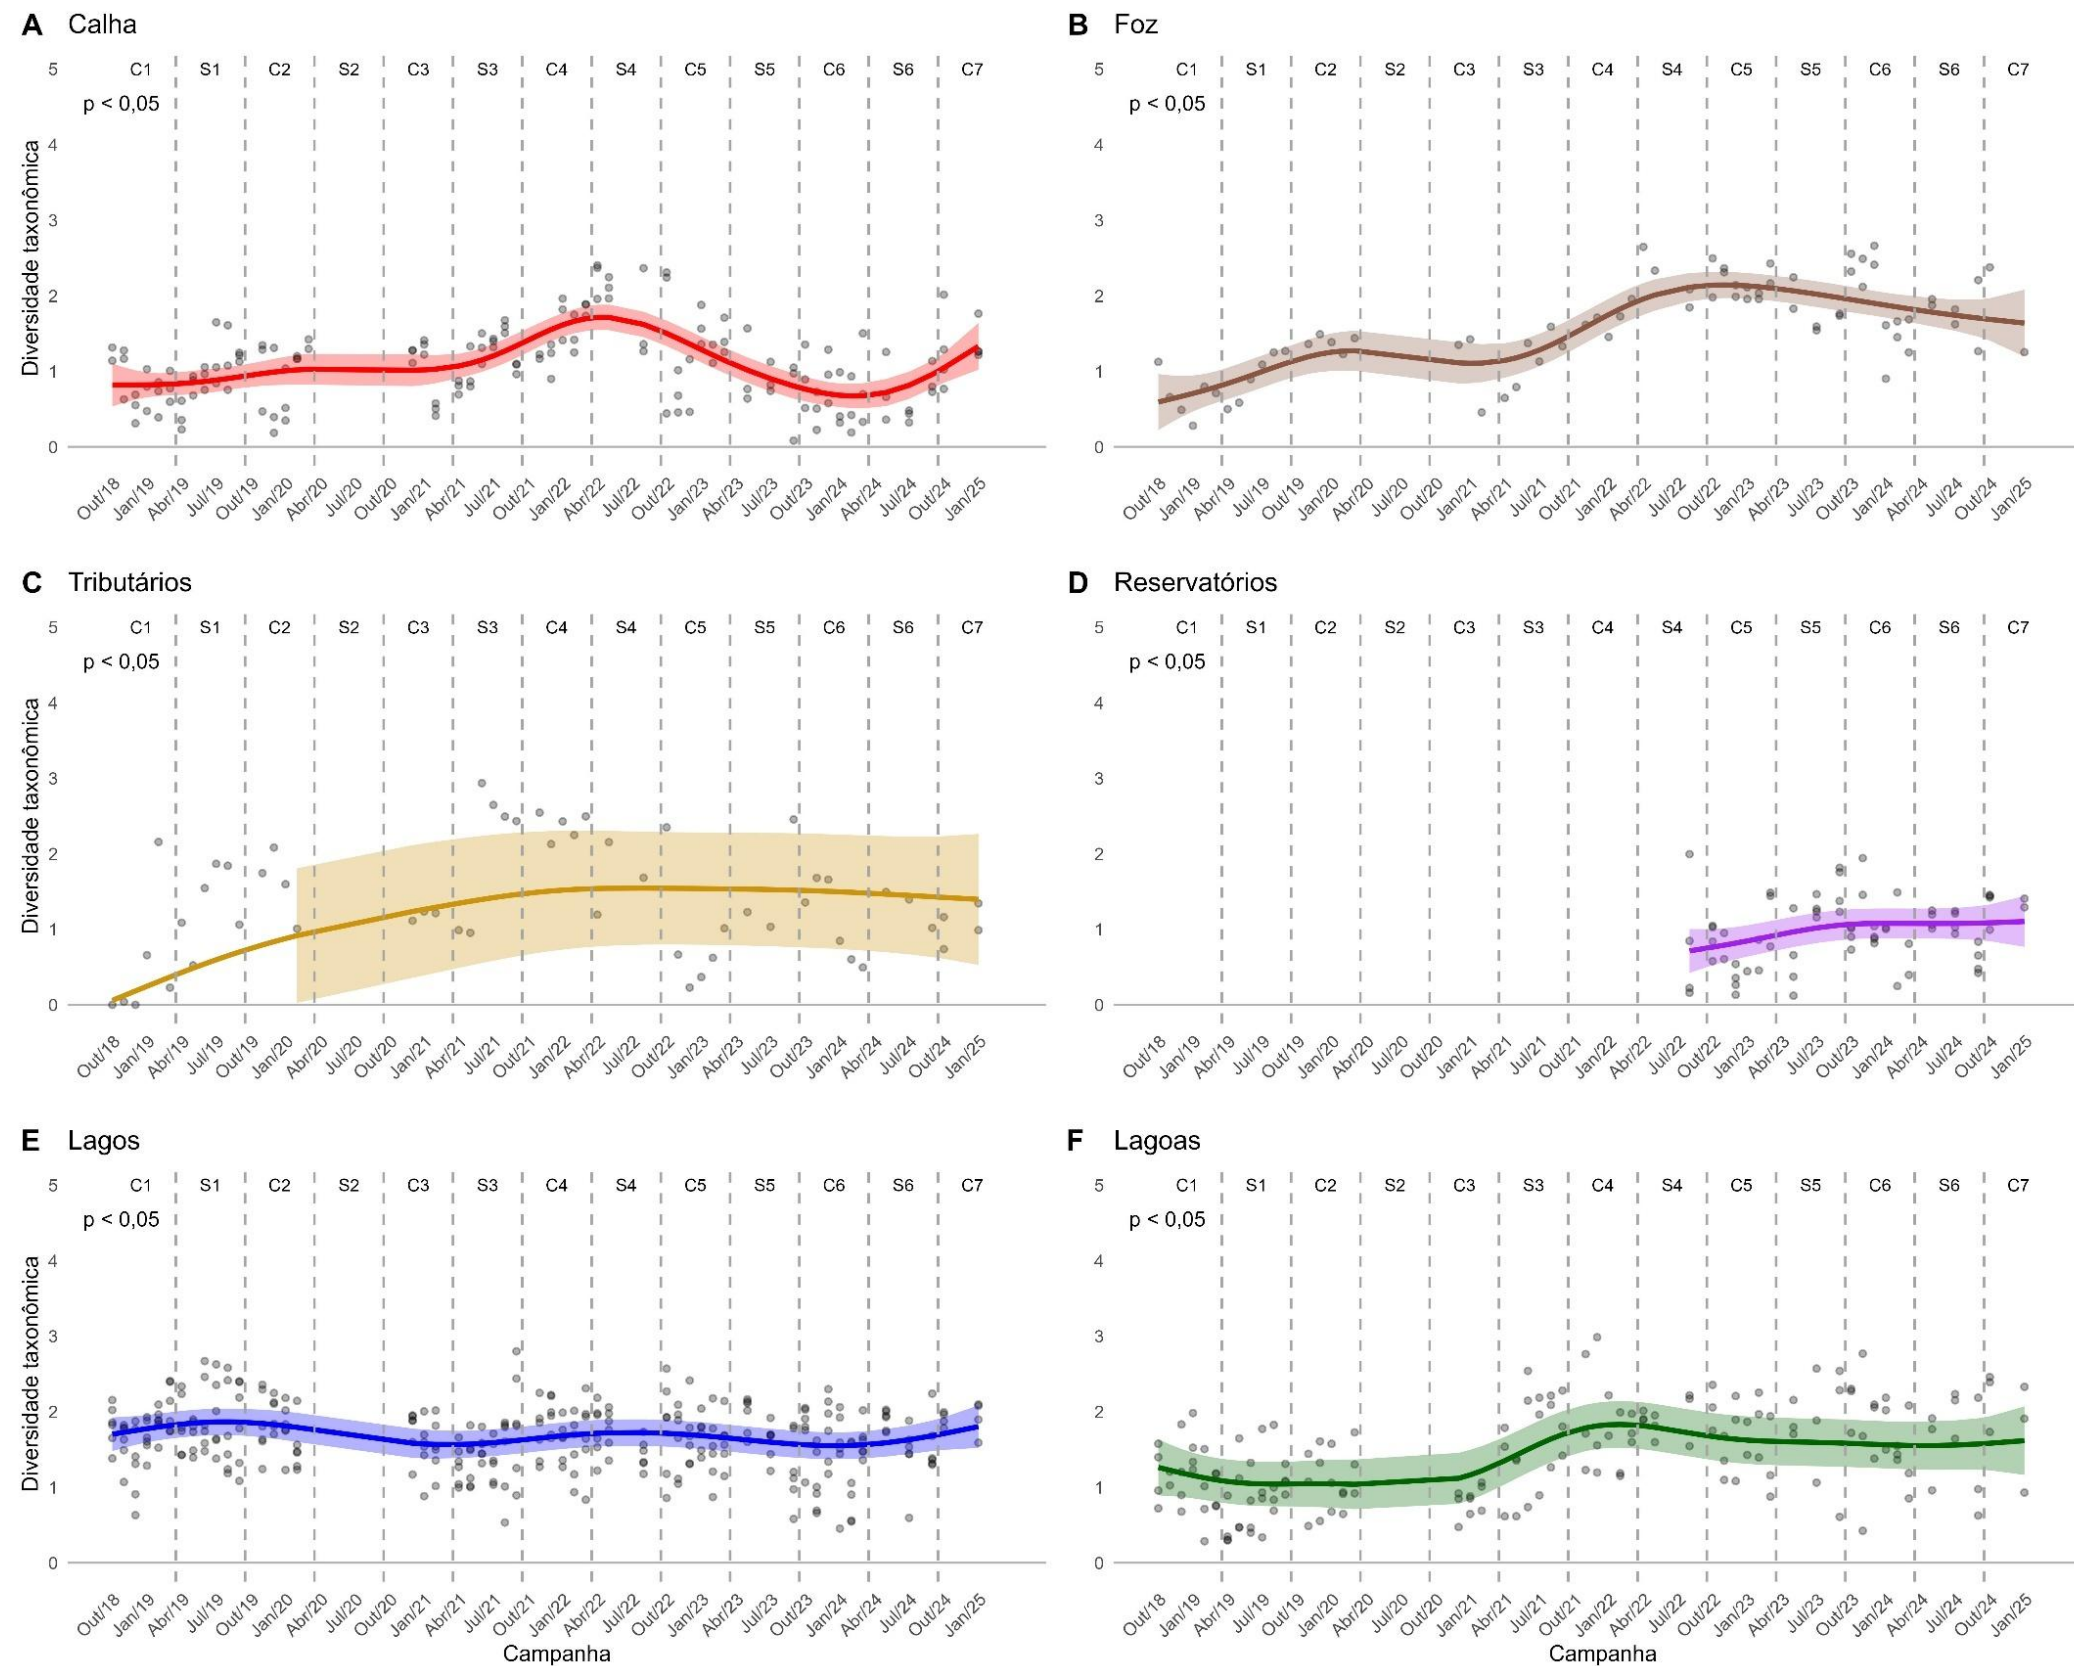 A Calha
5 C1 S1 C2 S2 C3 S3 C4 S4 C5 S5 C6 S6 C7
p < 0,05
4
3
2
1
0
Diversidade taxonômica
Out/18 Jan/19 Abr/19 Jul/19 Out/19 Jan/20 Abr/20 Jul/20 Out/20 Jan/21 Abr/21 Jul/21 Out/21 Jan/22 Abr/22 Jul/22 Out/22 Jan/23 Abr/23 Jul/23 Out/23 Jan/24 Abr/24 Jul/24 Out/24 Jan/25
B Foz
5 C1 S1 C2 S2 C3 S3 C4 S4 C5 S5 C6 S6 C7
p < 0,05
4
3
2
1
0
Out/18 Jan/19 Abr/19 Jul/19 Out/19 Jan/20 Abr/20 Jul/20 Out/20 Jan/21 Abr/21 Jul/21 Out/21 Jan/22 Abr/22 Jul/22 Out/22 Jan/23 Abr/23 Jul/23 Out/23 Jan/24 Abr/24 Jul/24 Out/24 Jan/25
C Tributários
5 C1 S1 C2 S2 C3 S3 C4 S4 C5 S5 C6 S6 C7
p < 0,05
4
3
2
1
0
Diversidade taxonômica
Out/18 Jan/19 Abr/19 Jul/19 Out/19 Jan/20 Abr/20 Jul/20 Out/20 Jan/21 Abr/21 Jul/21 Out/21 Jan/22 Abr/22 Jul/22 Out/22 Jan/23 Abr/23 Jul/23 Out/23 Jan/24 Abr/24 Jul/24 Out/24 Jan/25
D Reservatórios
5 C1 S1 C2 S2 C3 S3 C4 S4 C5 S5 C6 S6 C7
p < 0,05
4
3
2
1
0
Out/18 Jan/19 Abr/19 Jul/19 Out/19 Jan/20 Abr/20 Jul/20 Out/20 Jan/21 Abr/21 Jul/21 Out/21 Jan/22 Abr/22 Jul/22 Out/22 Jan/23 Abr/23 Jul/23 Out/23 Jan/24 Abr/24 Jul/24 Out/24 Jan/25
E Lagos
5 C1 S1 C2 S2 C3 S3 C4 S4 C5 S5 C6 S6 C7
p < 0,05
4
3
2
1
0
Diversidade taxonômica
Out/18 Jan/19 Abr/19 Jul/19 Out/19 Jan/20 Abr/20 Jul/20 Out/20 Jan/21 Abr/21 Jul/21 Out/21 Jan/22 Abr/22 Jul/22 Out/22 Jan/23 Abr/23 Jul/23 Out/23 Jan/24 Abr/24 Jul/24 Out/24 Jan/25
Campanha
F Lagoas
5 C1 S1 C2 S2 C3 S3 C4 S4 C5 S5 C6 S6 C7
p < 0,05
4
3
2
1
0
Out/18 Jan/19 Abr/19 Jul/19 Out/19 Jan/20 Abr/20 Jul/20 Out/20 Jan/21 Abr/21 Jul/21 Out/21 Jan/22 Abr/22 Jul/22 Out/22 Jan/23 Abr/23 Jul/23 Out/23 Jan/24 Abr/24 Jul/24 Out/24 Jan/25
Campanha